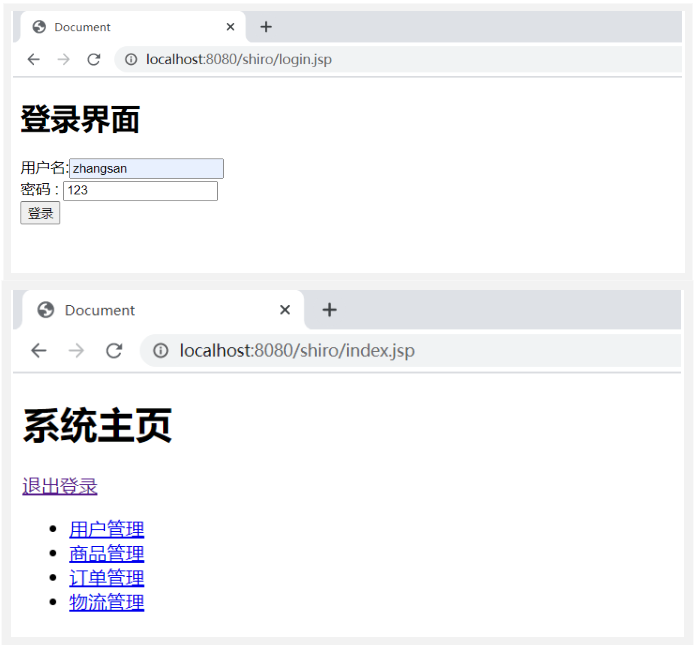 Document
localhost:8080/shiro/login.jsp
登录界面
用户名:zhangsan
密码 : 123
登录
Document
localhost:8080/shiro/index.jsp
系统主页
退出登录
用户管理
商品管理
订单管理
物流管理